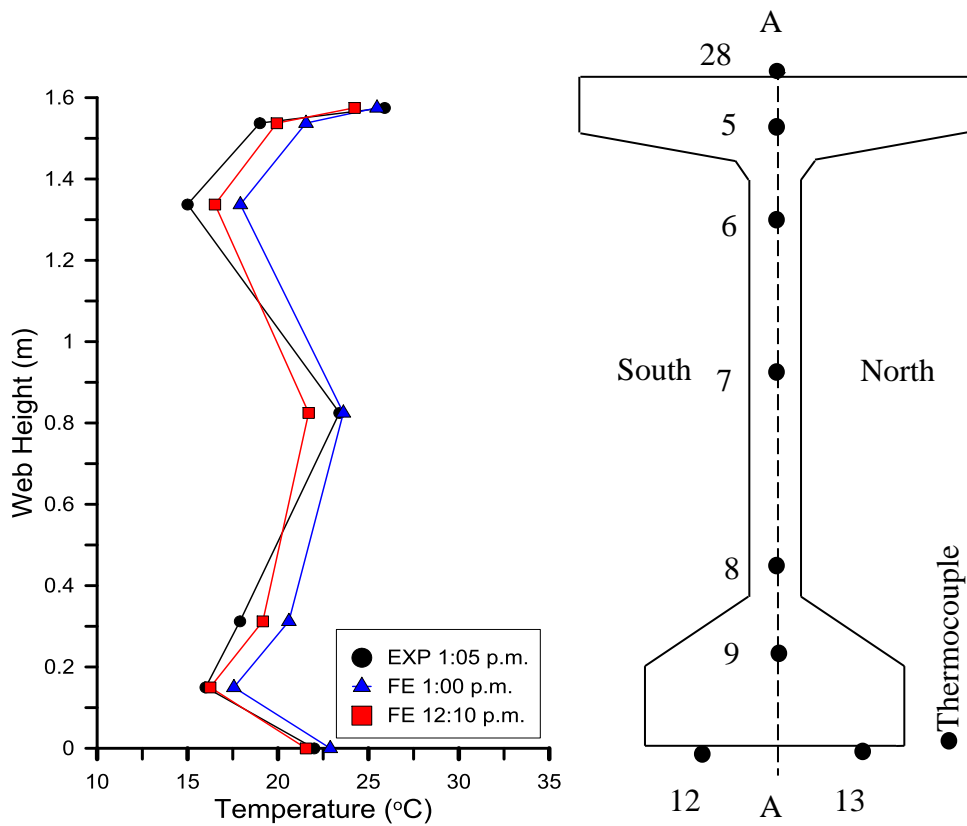 A
28
1.6
5
1.4
6
1.2
1
South
7
North
0.8
Web Height (m)
0.6
8
0.4
9
Thermocouple
EXP 1:05 p.m.
FE 1:00 p.m.
FE 12:10 p.m.
0.2
0
10 15 20 25 30 35
Temperature (°C)
12 A 13